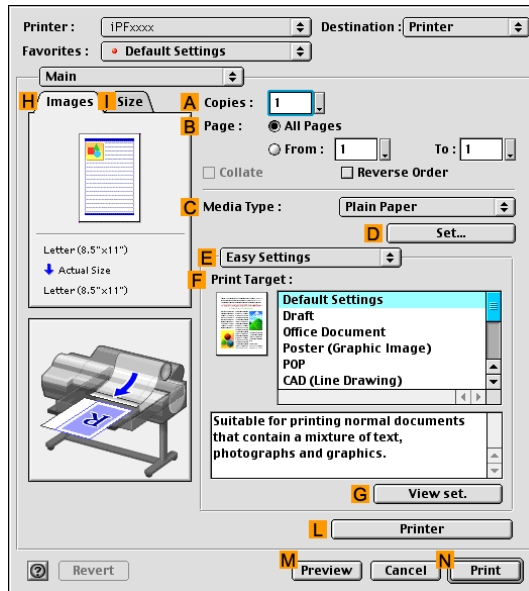 Printer : iPFxxxx Destination : Printer
Favorites : Default Settings
Main
H Images I Size
A Copies : 1
B Page : All Pages
From : 1 To : 1
Collate Reverse Order
C Media Type : Plain Paper
D Set...
Letter (8.5"x11")
Actual Size
Letter (8.5"x11")
E Easy Settings
F Print Target :
Default Settings
Draft
Office Document
Poster (Graphic Image)
POP
CAD (Line Drawing)
Suitable for printing normal documents
that contain a mixture of text,
photographs and graphics.
R
G View set.
L Printer
? Revert M Preview Cancel N Print